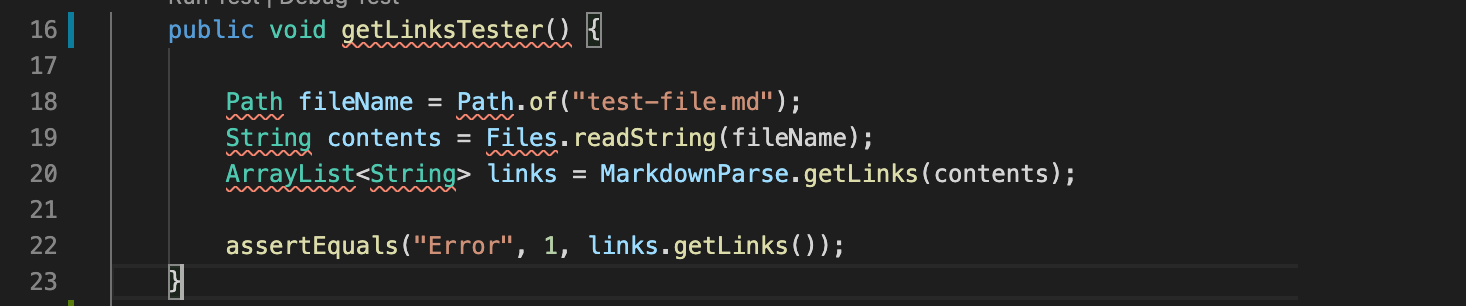 Run Test | Debug Test
16 public void getLinksTester() {
17
18 Path fileName = Path.of("test-file.md");
19 String contents = Files.readString(fileName);
20 ArrayList<String> links = MarkdownParse.getLinks(contents);
21
22 assertEquals("Error", 1, links.getLinks());
23 }